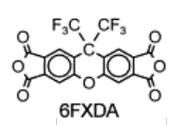 F₃C CF₃
O C O
O O
O O O
6FXDA